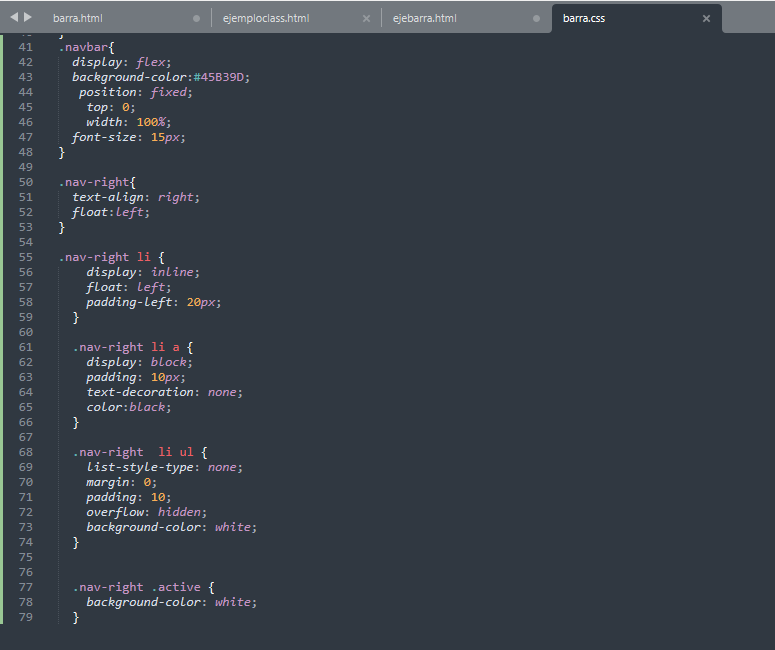 barra.html ejemploclass.html ejebarra.html barra.css
41 .navbar{
42 display: flex;
43 background-color:#45B39D;
44 position: fixed;
45 top: 0;
46 width: 100%;
47 font-size: 15px;
48 }
49
50 .nav-right{
51 text-align: right;
52 float:left;
53 }
54
55 .nav-right li {
56 display: inline;
57 float: left;
58 padding-left: 20px;
59 }
60
61 .nav-right li a {
62 display: block;
63 padding: 10px;
64 text-decoration: none;
65 color:black;
66 }
67
68 .nav-right  li ul {
69 list-style-type: none;
70 margin: 0;
71 padding: 10;
72 overflow: hidden;
73 background-color: white;
74 }
75
76
77 .nav-right .active {
78 background-color: white;
79 }